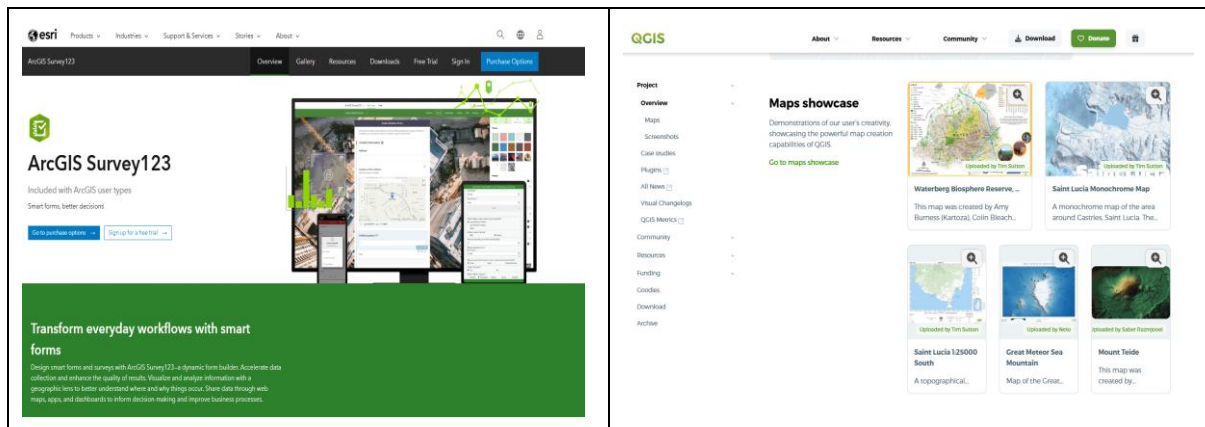 esri Products Industries Support & Services Stories About
ArcGIS Survey123 Overview Gallery Resources Downloads Free Trial Sign In Purchase Options
ArcGIS Survey123
Included with ArcGIS user types
Smart forms, better decisions
Go to purchase options → Sign up for a free trial →
Transform everyday workflows with smart
forms
Design smart forms and surveys with ArcGIS Survey123—a dynamic form builder. Accelerate data
collection and enhance the quality of results. Visualize and analyze information with a
geographic lens to better understand where and why things occur. Share data through web
maps, apps, and dashboards to inform decision-making and improve business processes.
QGIS About Resources Community Download Donate
Project
Overview
Maps
Screenshots
Case studies
Plugins
All News
Visual Changelogs
QGIS Metrics
Community
Resources
Funding
Goodies
Download
Archive
Maps showcase
Demonstrations of our user's creativity,
showcasing the powerful map creation
capabilities of QGIS.
Go to maps showcase
Uploaded by Tim Sutton
Waterberg Biosphere Reserve, ...
This map was created by Amy
Burness (Kartoza), Colin Bleach...
Uploaded by Tim Sutton
Saint Lucia Monochrome Map
A monochrome map of the area
around Castries, Saint Lucia. The...
Uploaded by Tim Sutton
Saint Lucia 1:25000
South
A topographical...
Uploaded by Neto
Great Meteor Sea
Mountain
Map of the Great...
Uploaded by Saber Razmjooei
Mount Teide
This map was
created by...